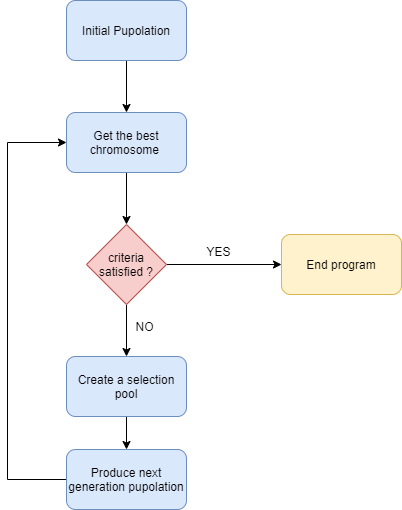 Initial Pupolation
Get the best
chromosome
criteria
satisfied ?
YES
End program
NO
Create a selection
pool
Produce next
generation pupolation